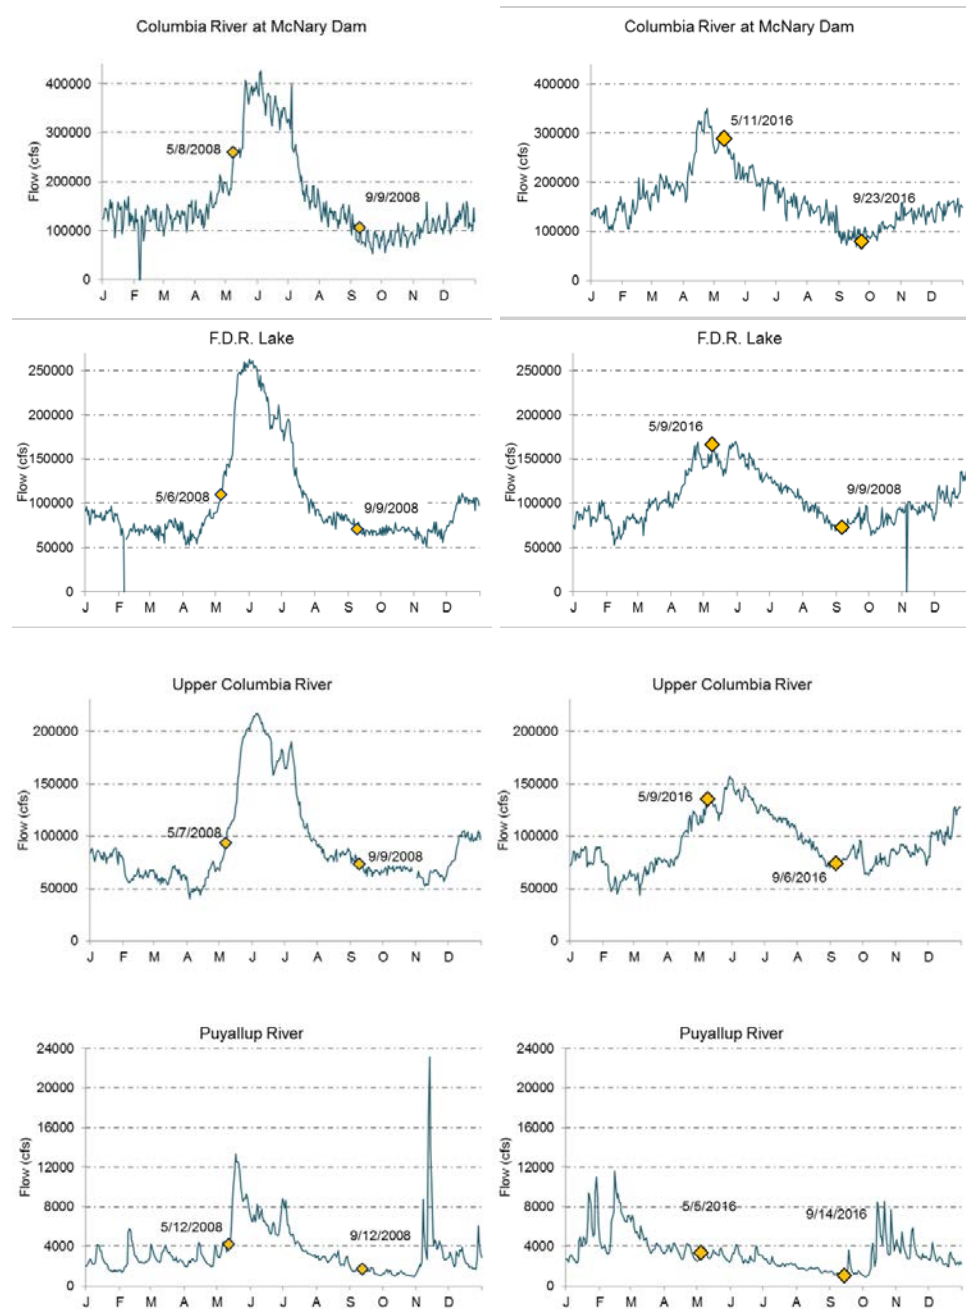 Columbia River at McNary Dam
Flow (cfs)
400000
300000
200000
100000
0
5/8/2008
9/9/2008
J F M A M J J A S O N D
Columbia River at McNary Dam
Flow (cfs)
400000
300000
200000
100000
0
5/11/2016
9/23/2016
J F M A M J J A S O N D
F.D.R. Lake
Flow (cfs)
250000
200000
150000
100000
50000
0
5/6/2008
9/9/2008
J F M A M J J A S O N D
F.D.R. Lake
Flow (cfs)
250000
200000
150000
100000
50000
0
5/9/2016
9/9/2008
J F M A M J J A S O N D
Upper Columbia River
Flow (cfs)
200000
150000
100000
50000
0
5/7/2008
9/9/2008
J F M A M J J A S O N D
Upper Columbia River
Flow (cfs)
200000
150000
100000
50000
0
5/9/2016
9/6/2016
J F M A M J J A S O N D
Puyallup River
Flow (cfs)
24000
20000
16000
12000
8000
4000
0
5/12/2008
9/12/2008
J F M A M J J A S O N D
Puyallup River
Flow (cfs)
24000
20000
16000
12000
8000
4000
0
5/5/2016
9/14/2016
J F M A M J J A S O N D